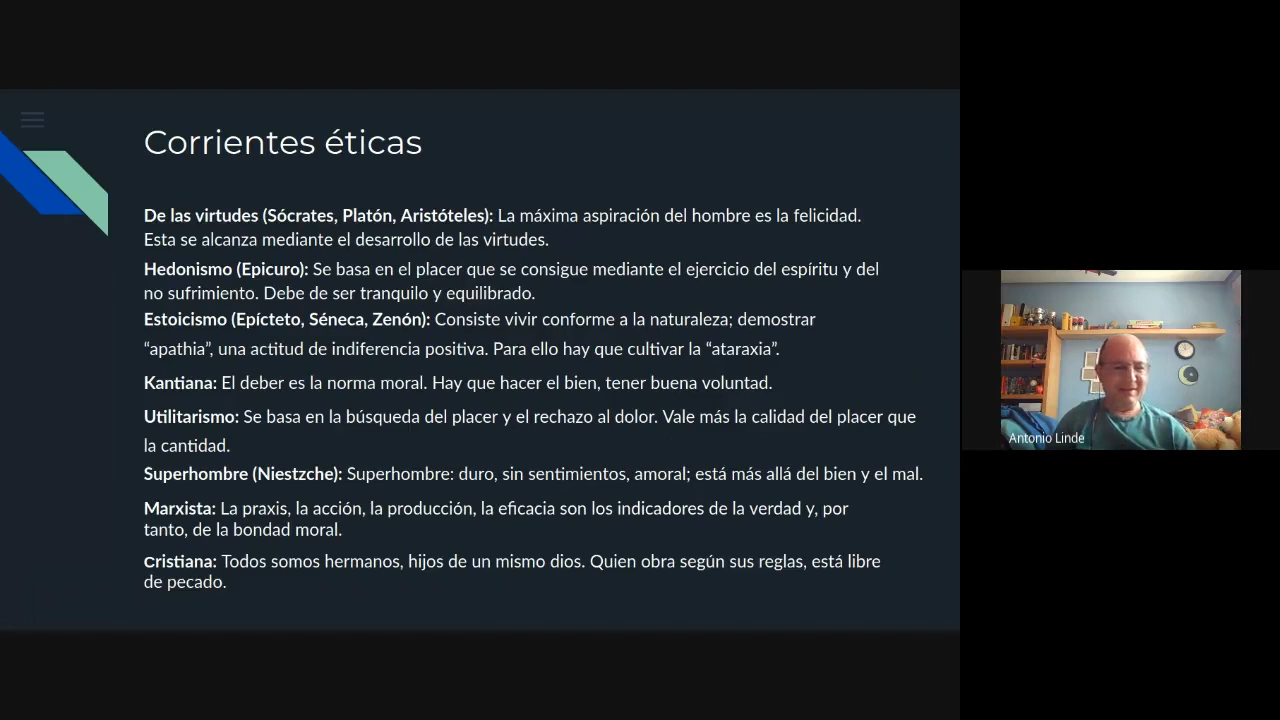 Corrientes éticas
De las virtudes (Sócrates, Platón, Aristóteles): La máxima aspiración del hombre es la felicidad.
Esta se alcanza mediante el desarrollo de las virtudes.
Hedonismo (Epicuro): Se basa en el placer que se consigue mediante el ejercicio del espíritu y del
no sufrimiento. Debe de ser tranquilo y equilibrado.
Estoicismo (Epícteto, Séneca, Zenón): Consiste vivir conforme a la naturaleza; demostrar
“apathia”, una actitud de indiferencia positiva. Para ello hay que cultivar la “ataraxia”.
Kantiana: El deber es la norma moral. Hay que hacer el bien, tener buena voluntad.
Utilitarismo: Se basa en la búsqueda del placer y el rechazo al dolor. Vale más la calidad del placer que
la cantidad.
Superhombre (Niestzche): Superhombre: duro, sin sentimientos, amoral; está más allá del bien y el mal.
Marxista: La praxis, la acción, la producción, la eficacia son los indicadores de la verdad y, por
tanto, de la bondad moral.
Cristiana: Todos somos hermanos, hijos de un mismo dios. Quien obra según sus reglas, está libre
de pecado.
Antonio Linde